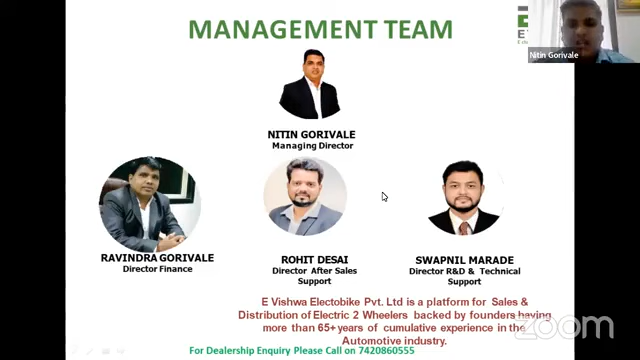 MANAGEMENT TEAM
Nitin Gorivale
NITIN GORIVALE
Managing Director
RAVINDRA GORIVALE
Director Finance
ROHIT DESAI
Director After Sales
Support
SWAPNIL MARADE
Director R&D & Technical
Support
E Vishwa Electobike Pvt. Ltd is a platform for Sales &
Distribution of Electric 2 Wheelers backed by founders having
more than 65+ years of cumulative experience in the
Automotive industry.
zoom
For Dealership Enquiry Please Call on 7420860555